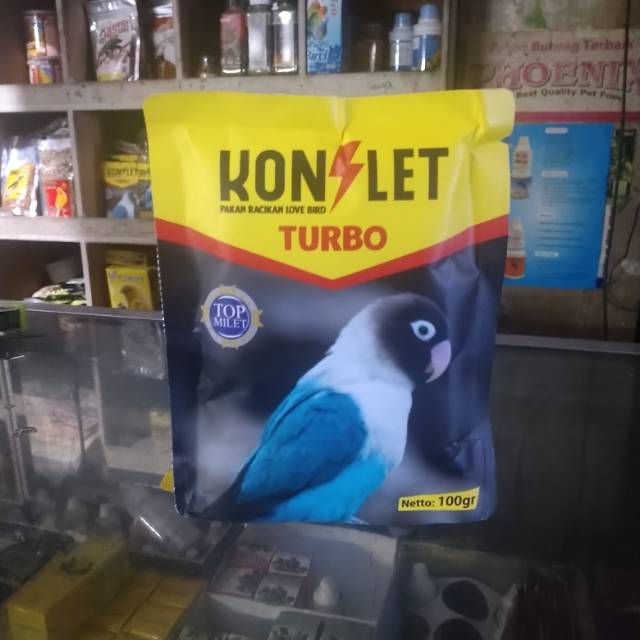 KONSLET
PAKAN RACIKAN LOVE BIRD
TURBO
TOP
MILET
Netto: 100gr
PHOENIX
Best Quality Pet Food